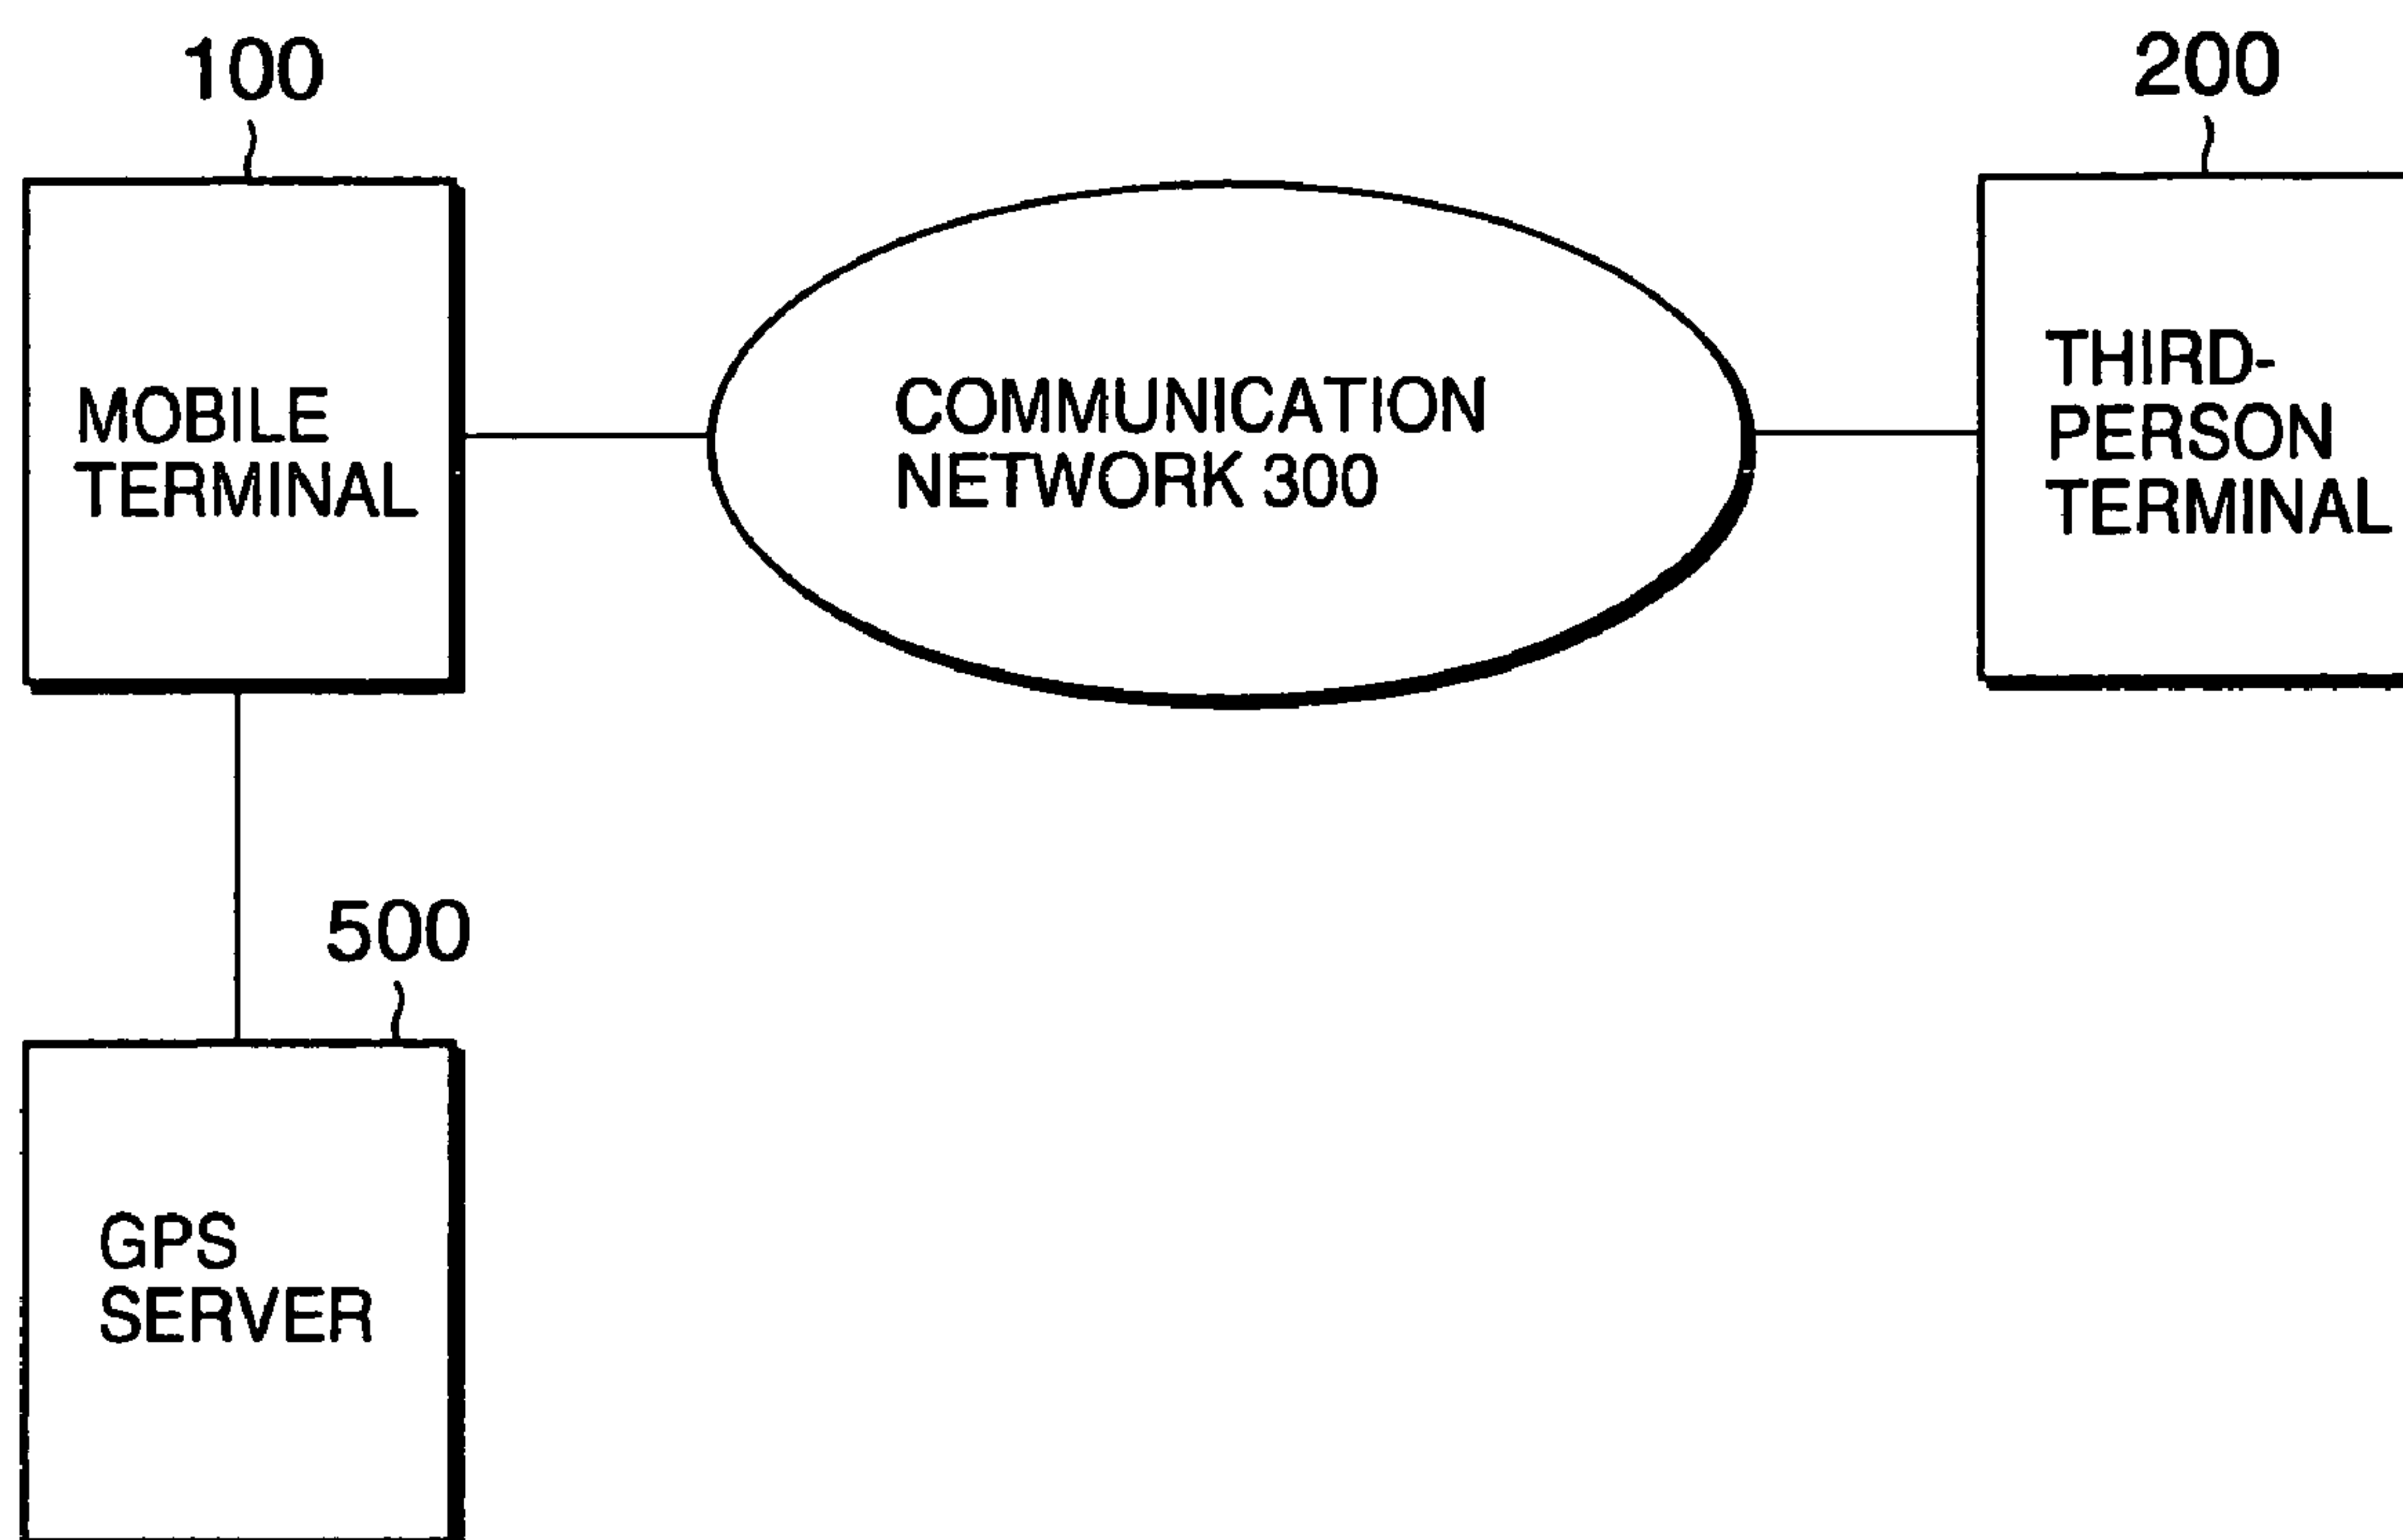 100
200
MOBILE
TERMINAL
COMMUNICATION
NETWORK 300
THIRD-
PERSON
TERMINAL
500
GPS
SERVER